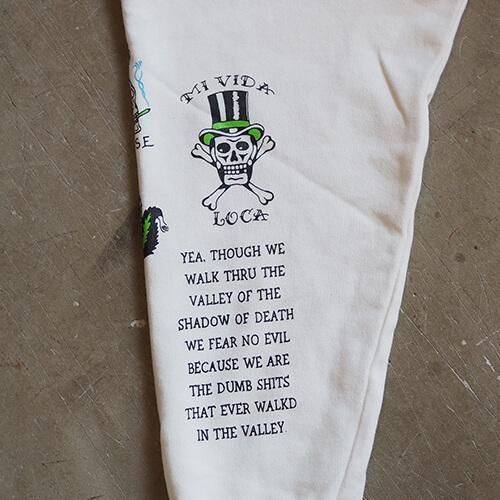 MI VIDA
LOCA
SE
YEA, THOUGH WE
WALK THRU THE
VALLEY OF THE
SHADOW OF DEATH
WE FEAR NO EVIL
BECAUSE WE ARE
THE DUMB SHITS
THAT EVER WALKD
IN THE VALLEY.